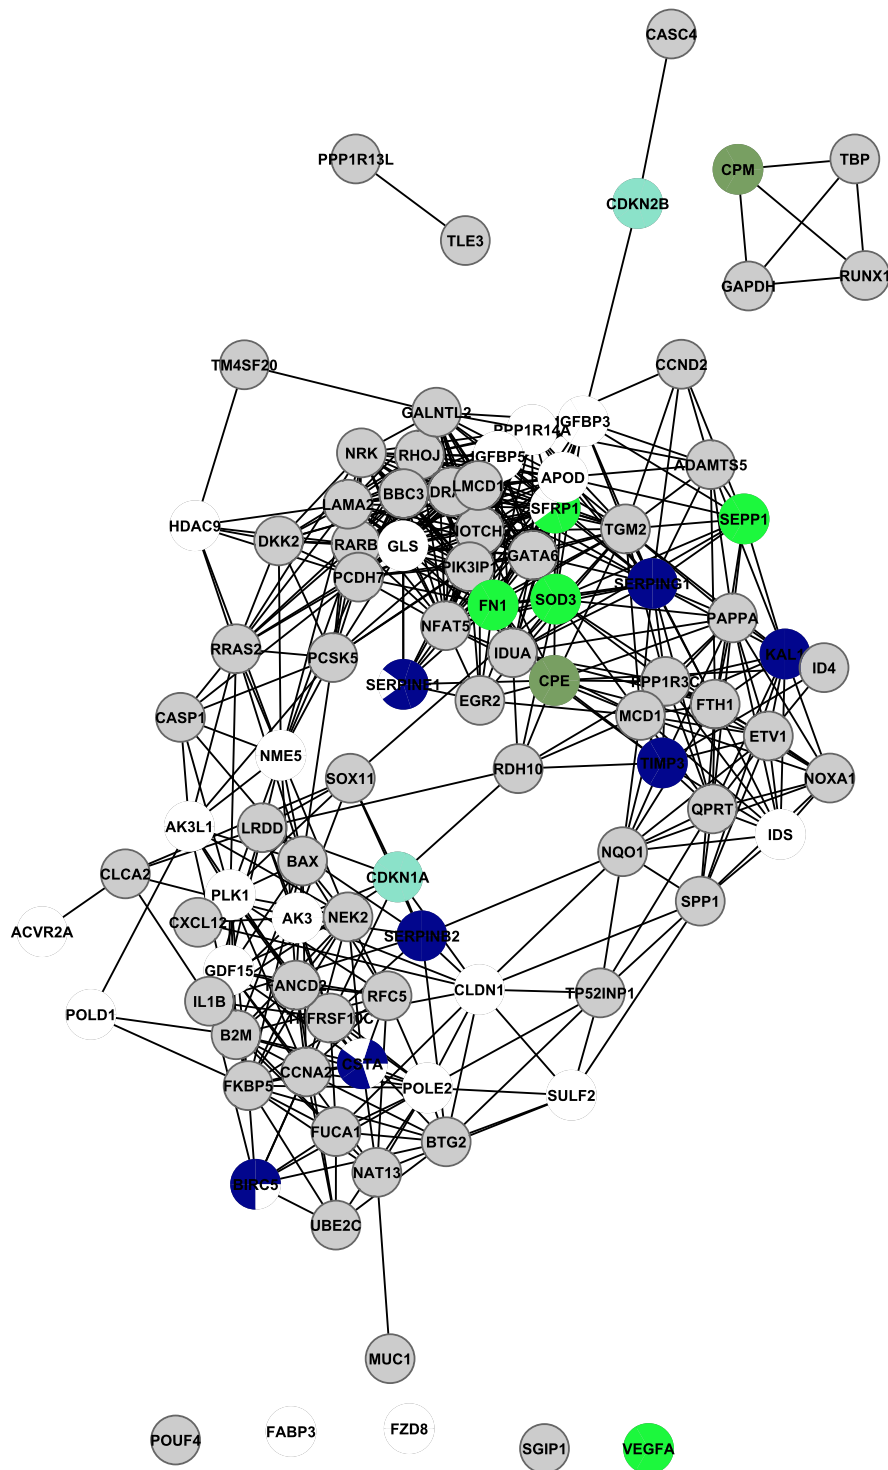 CASC4
PPP1R13L
TBP
CPM
CDKN2B
TLE3
RUNX1
GAPDH
TM4SF20
CCND2
GALNTL2
IGFBP3
PPP1R14A
NRK
RHOJ
IGFBP5
ADAMTS5
APOD
BBC3
LMCD1
LAMA2
SFRP1
SEPP1
HDAC9
TGM2
DKK2
RARB
GLS
GATA6
PIK3IP1
PCDH7
SERPING1
FN1
SOD3
PAPPA
NFAT5
RRAS2
PCSK5
IDUA
KAL1
ID4
SERPINE1
CPE
PPP1R3C
EGR2
FTH1
MCD1
CASP1
ETV1
NME5
SOX11
RDH10
TIMP3
NOXA1
AK3L1
LRDD
QPRT
IDS
BAX
NQO1
CLCA2
CDKN1A
PLK1
SPP1
CXCL12
AK3
NEK2
ACVR2A
SERPINB2
GDF15
FANCD2
CLDN1
IL1B
RFC5
TP52INP1
POLD1
TNFRSF10C
B2M
CSTA
CCNA2
FKBP5
POLE2
SULF2
FUCA1
BTG2
NAT13
BIRC5
UBE2C
MUC1
FZD8
FABP3
POUF4
SGIP1
VEGFA